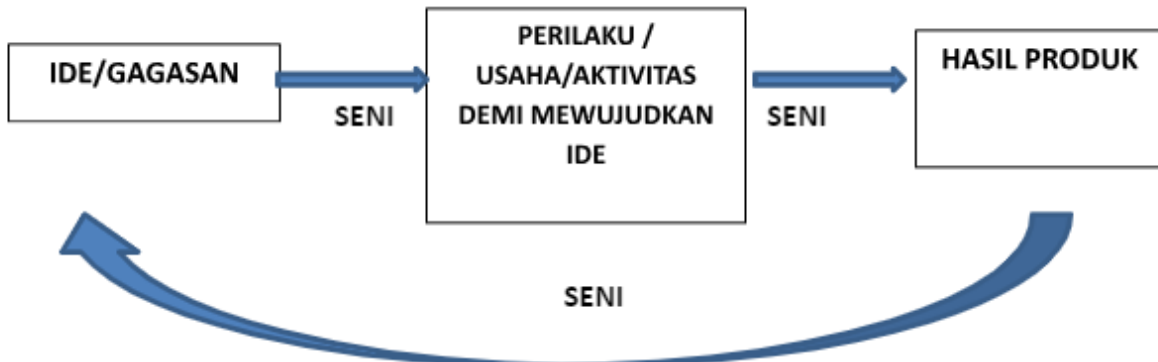 IDE/GAGASAN
SENI
PERILAKU /
USAHA/AKTIVITAS
DEMI MEWUJUDKAN
IDE
SENI
HASIL PRODUK
SENI